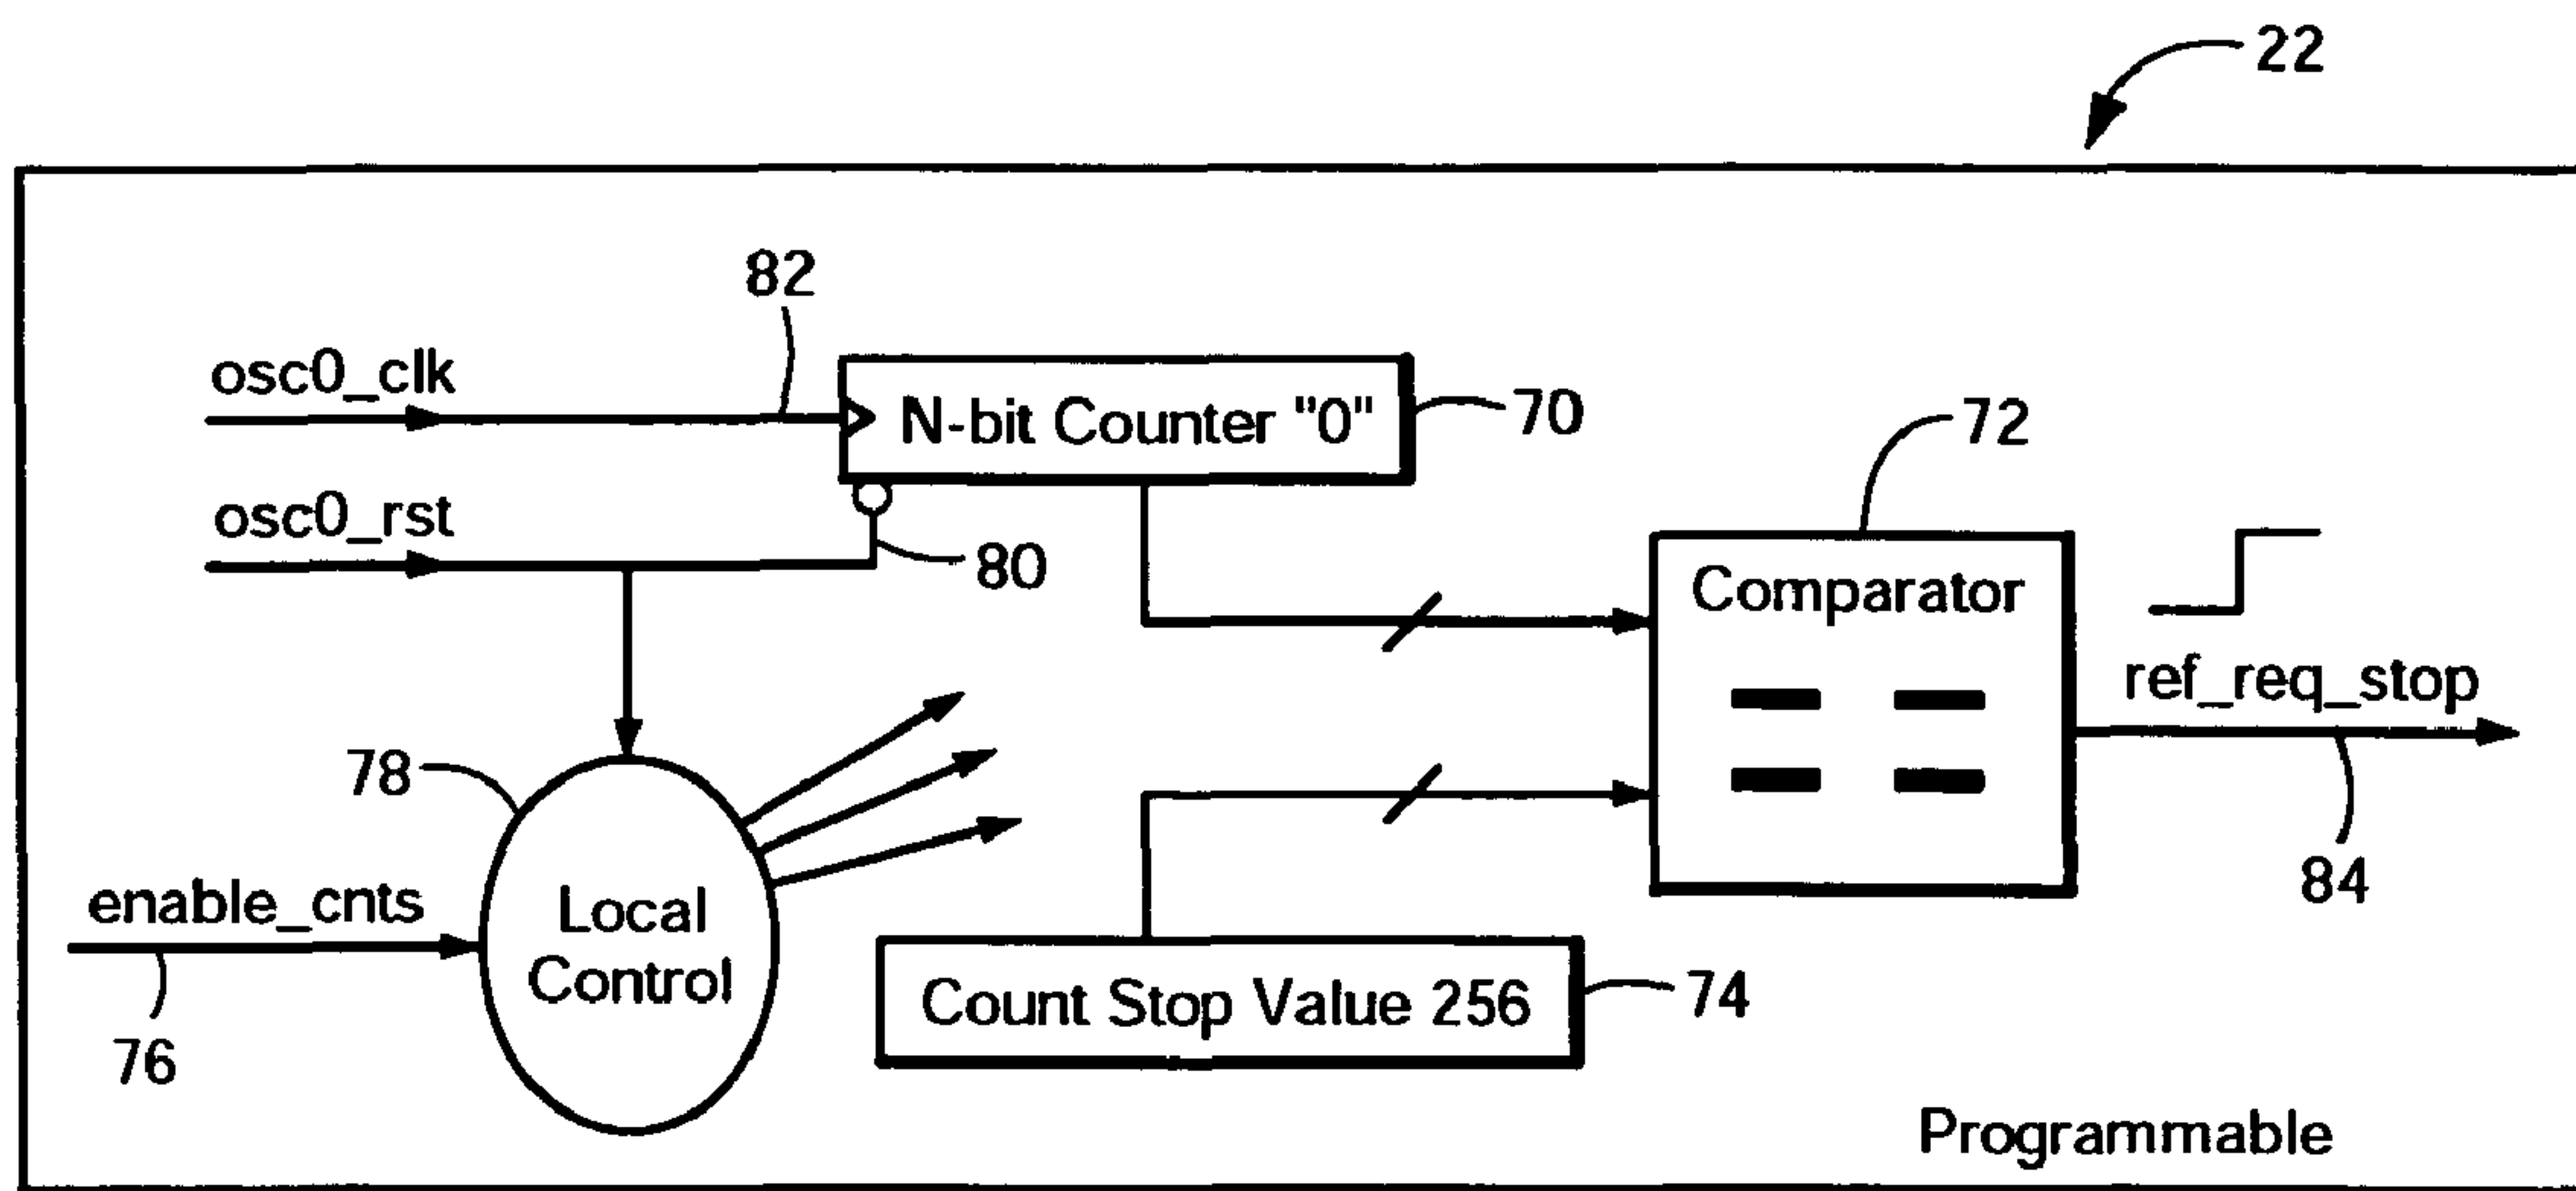 22
82
osc0_clk
N-bit Counter "0"
70
72
osc0_rst
80
Comparator
ref_req_stop
78
84
enable_cnts
Local
Control
76
Count Stop Value 256
74
Programmable